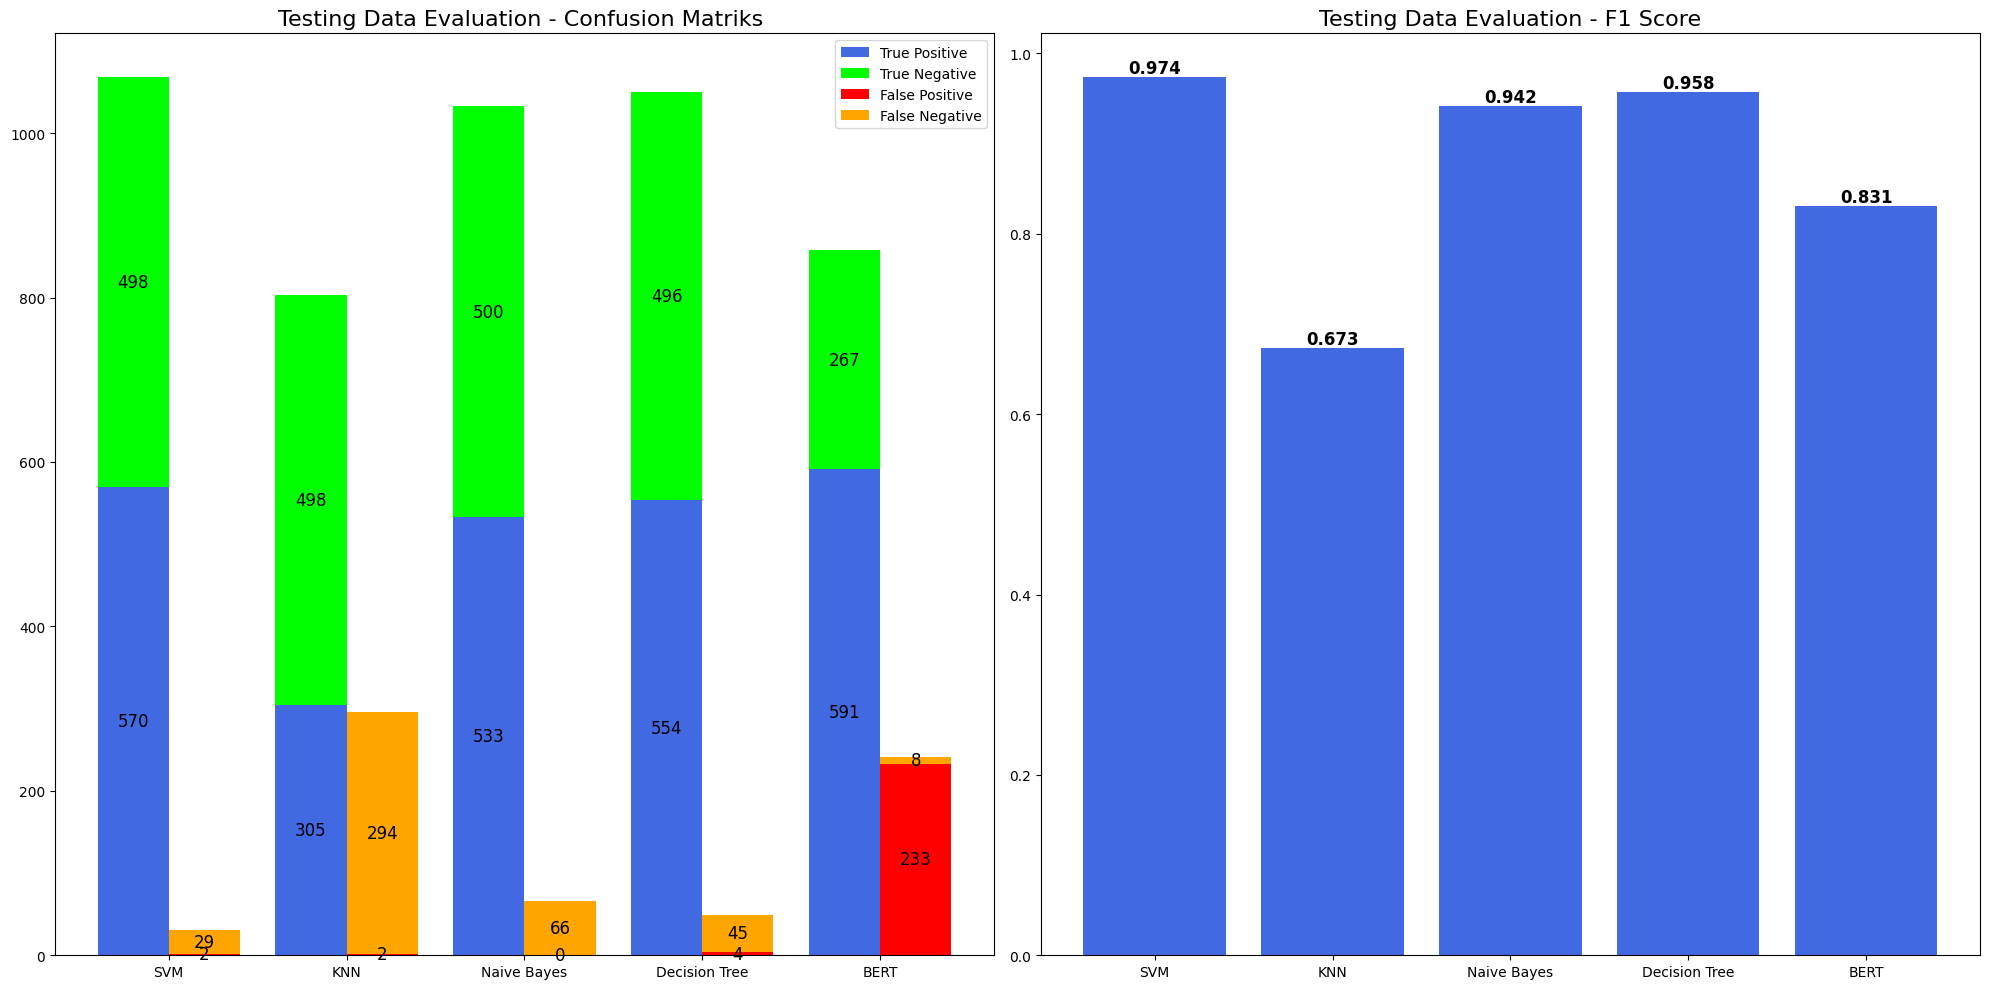 Testing Data Evaluation - Confusion Matriks
True Positive
True Negative
False Positive
False Negative
1000
800
600
400
200
0
498
570
29
2
498
305
294
2
500
533
66
0
496
554
45
4
267
591
8
233
SVM
KNN
Naive Bayes
Decision Tree
BERT
Testing Data Evaluation - F1 Score
1.0
0.8
0.6
0.4
0.2
0.0
0.974
0.673
0.942
0.958
0.831
SVM
KNN
Naive Bayes
Decision Tree
BERT